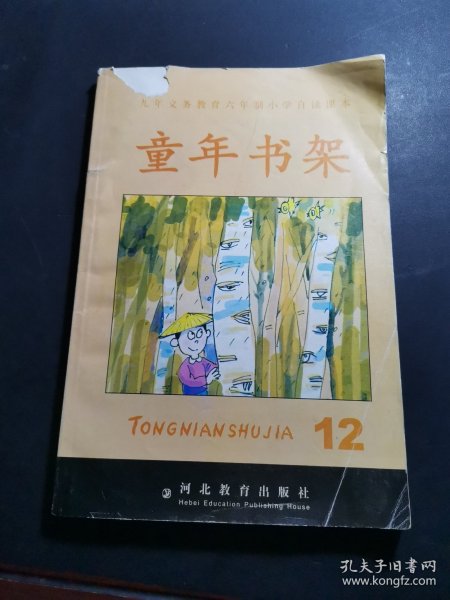 九年义务教育六年制小学自读课本
童年书架
TONGNIANSHUJIA 12
河北教育出版社
Hebei Education Publishing House
孔夫子旧书网
www.kongfz.com